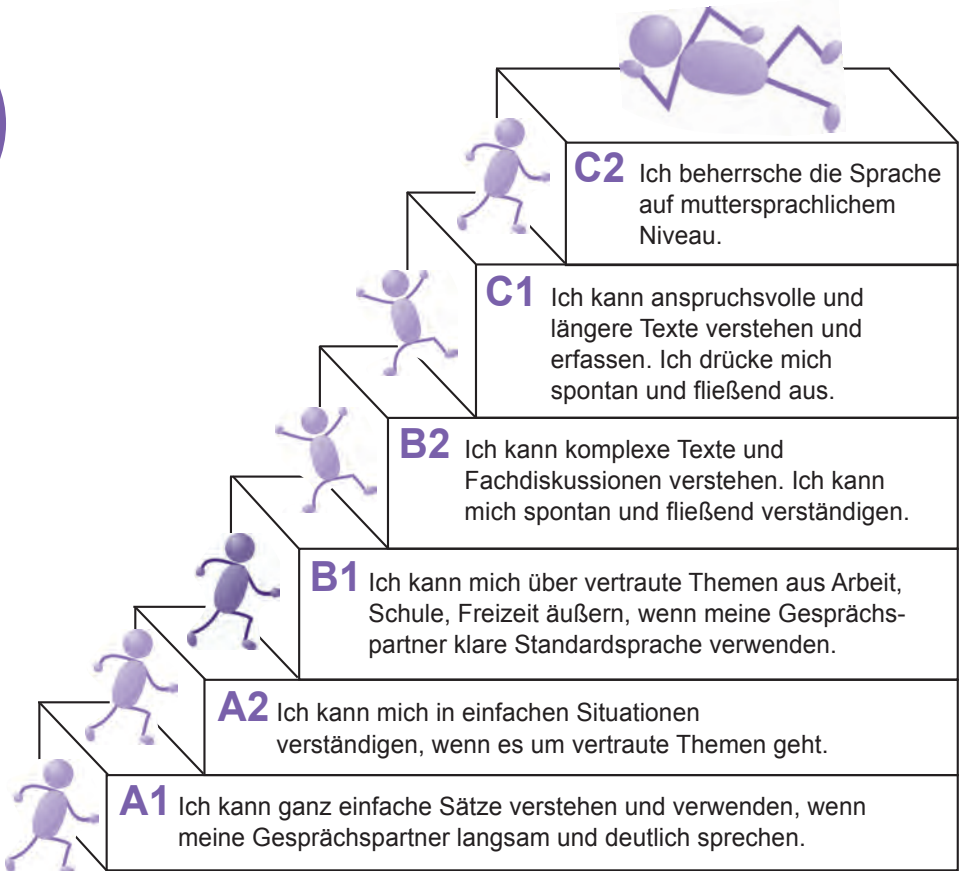 C2 Ich beherrsche die Sprache
auf muttersprachlichem
Niveau.
C1 Ich kann anspruchsvolle und
längere Texte verstehen und
erfassen. Ich drücke mich
spontan und fließend aus.
B2 Ich kann komplexe Texte und
Fachdiskussionen verstehen. Ich kann
mich spontan und fließend verständigen.
B1 Ich kann mich über vertraute Themen aus Arbeit,
Schule, Freizeit äußern, wenn meine Gesprächs-
partner klare Standardsprache verwenden.
A2 Ich kann mich in einfachen Situationen
verständigen, wenn es um vertraute Themen geht.
A1 Ich kann ganz einfache Sätze verstehen und verwenden, wenn
meine Gesprächspartner langsam und deutlich sprechen.